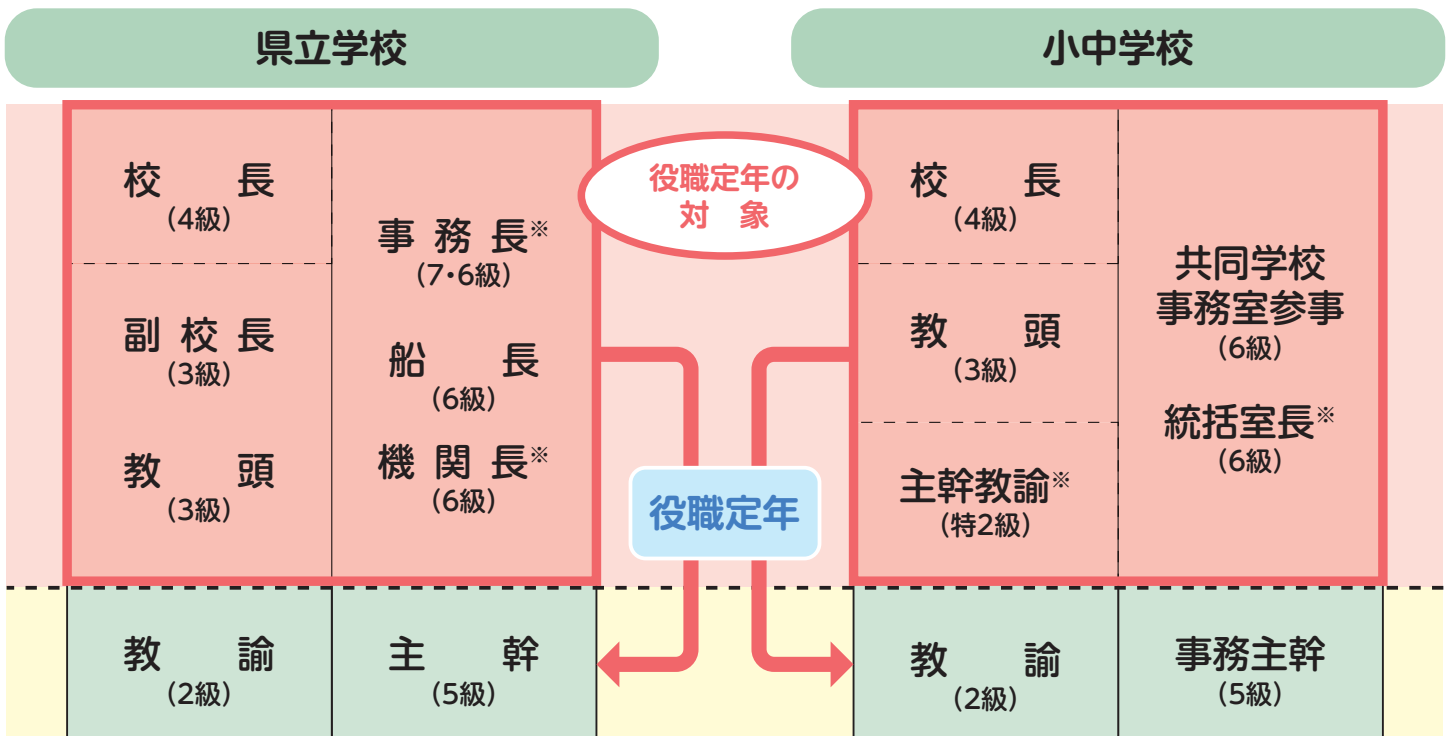 県立学校
校長
(4級)
副校長
(3級)
教頭
(3級)
事務長※
(7・6級)
船長
(6級)
機関長※
(6級)
役職定年の
対象
役職定年
教諭
(2級)
主幹
(5級)
小中学校
校長
(4級)
教頭
(3級)
主幹教諭※
(特2級)
共同学校
事務室参事
(6級)
統括室長※
(6級)
教諭
(2級)
事務主幹
(5級)